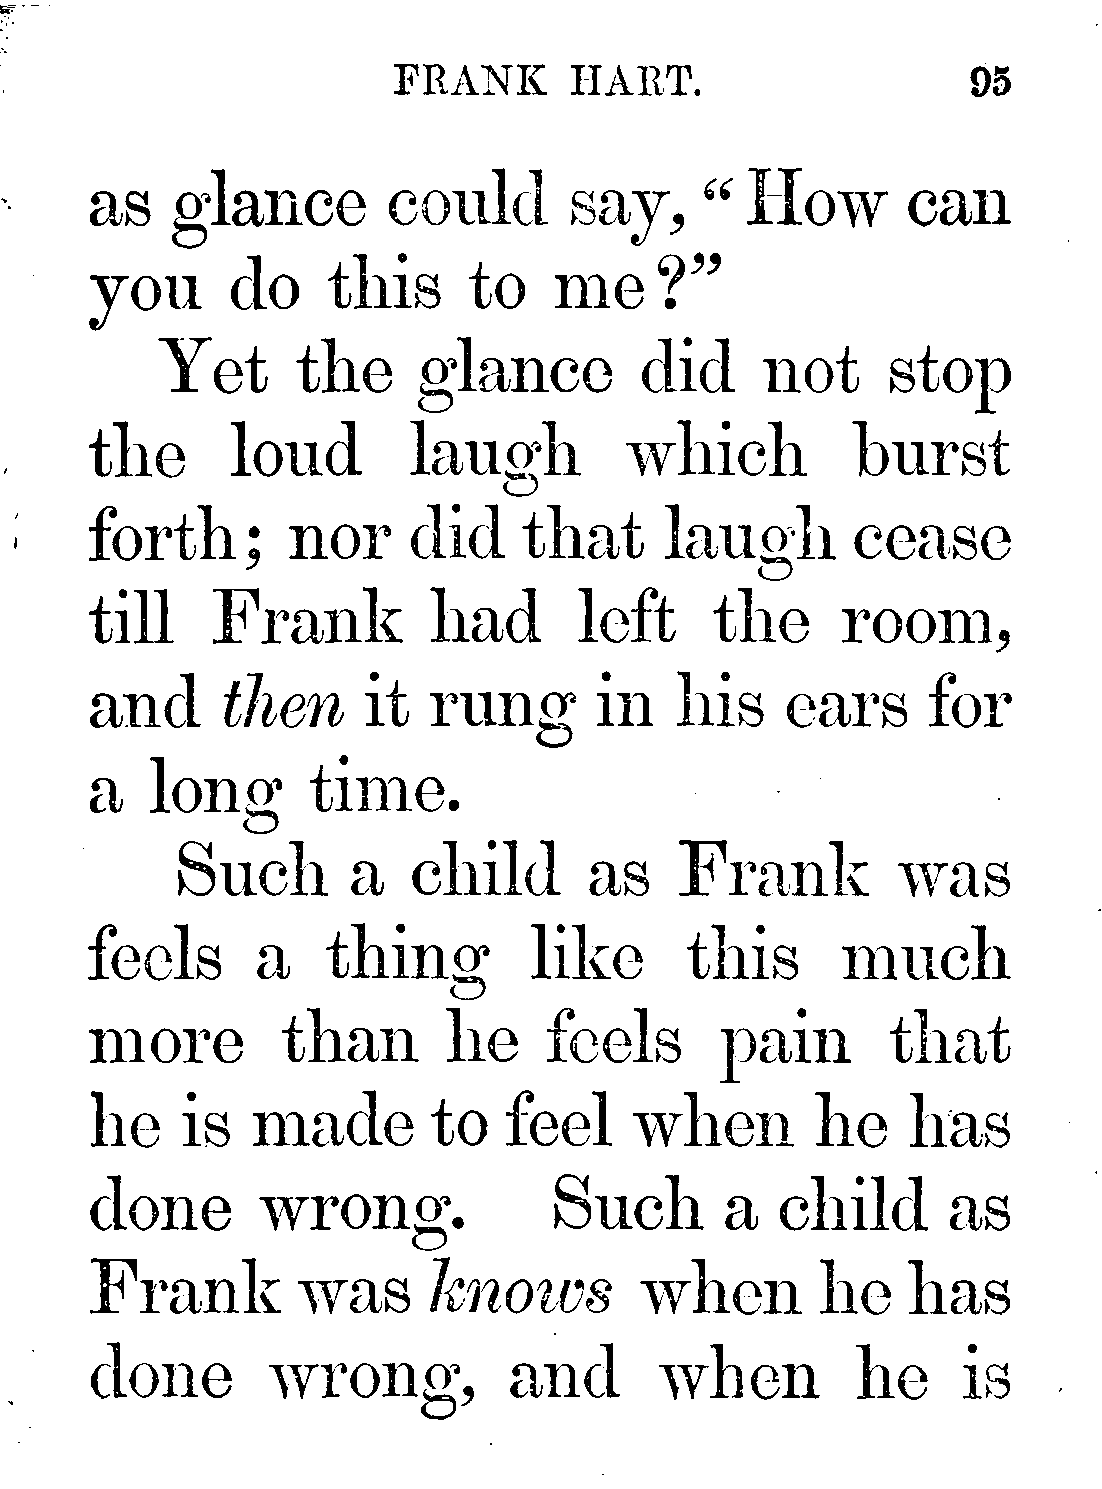 FRANK HART. 95
as glance could say, “How can
you do this to me?”
Yet the glance did not stop
the loud laugh which burst
forth; nor did that laugh cease
till Frank had left the room,
and then it rung in his ears for
a long time.
Such a child as Frank was
feels a thing like this much
more than he feels pain that
he is made to feel when he has
done wrong. Such a child as
Frank was knows when he has
done wrong, and when he is